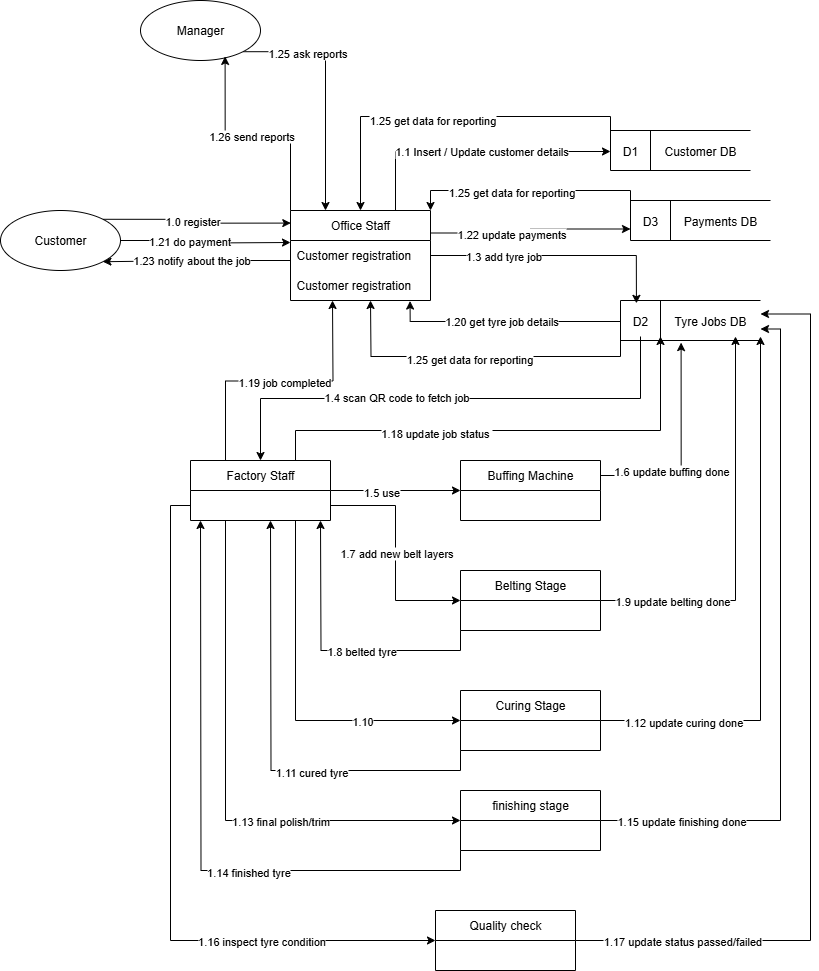 Manager
1.25 ask reports
1.26 send reports
1.25 get data for reporting
1.1 Insert / Update customer details
D1
Customer DB
1.25 get data for reporting
D3
Payments DB
1.0 register
Office Staff
1.22 update payments
Customer
1.21 do payment
1.23 notify about the job
Customer registration
1.3 add tyre job
Customer registration
1.20 get tyre job details
D2
Tyre Jobs DB
1.25 get data for reporting
1.19 job completed
1.4 scan QR code to fetch job
1.18 update job status
Factory Staff
Buffing Machine
1.6 update buffing done
1.5 use
1.7 add new belt layers
Belting Stage
1.9 update belting done
1.8 belted tyre
Curing Stage
1.10
1.12 update curing done
1.11 cured tyre
finishing stage
1.13 final polish/trim
1.15 update finishing done
1.14 finished tyre
Quality check
1.16 inspect tyre condition
1.17 update status passed/failed